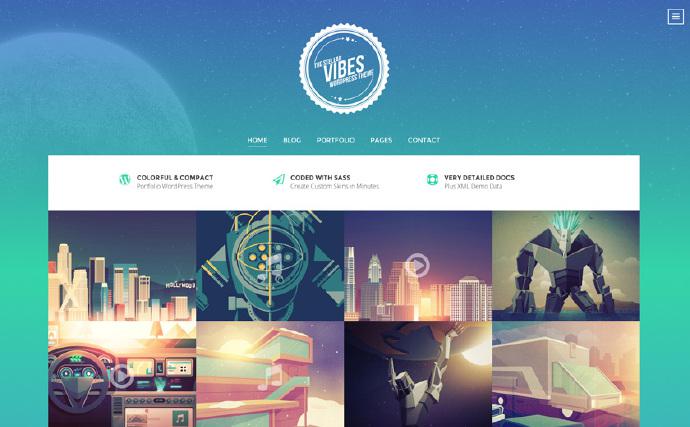 THE STELLAR
VIBES
WORDPRESS THEME
HOME BLOG PORTFOLIO PAGES CONTACT
COLORFUL & COMPACT
Portfolio WordPress Theme
CODED WITH SASS
Create Custom Skins in Minutes
VERY DETAILED DOCS
Plus XML Demo Data
HOLLYWOOD